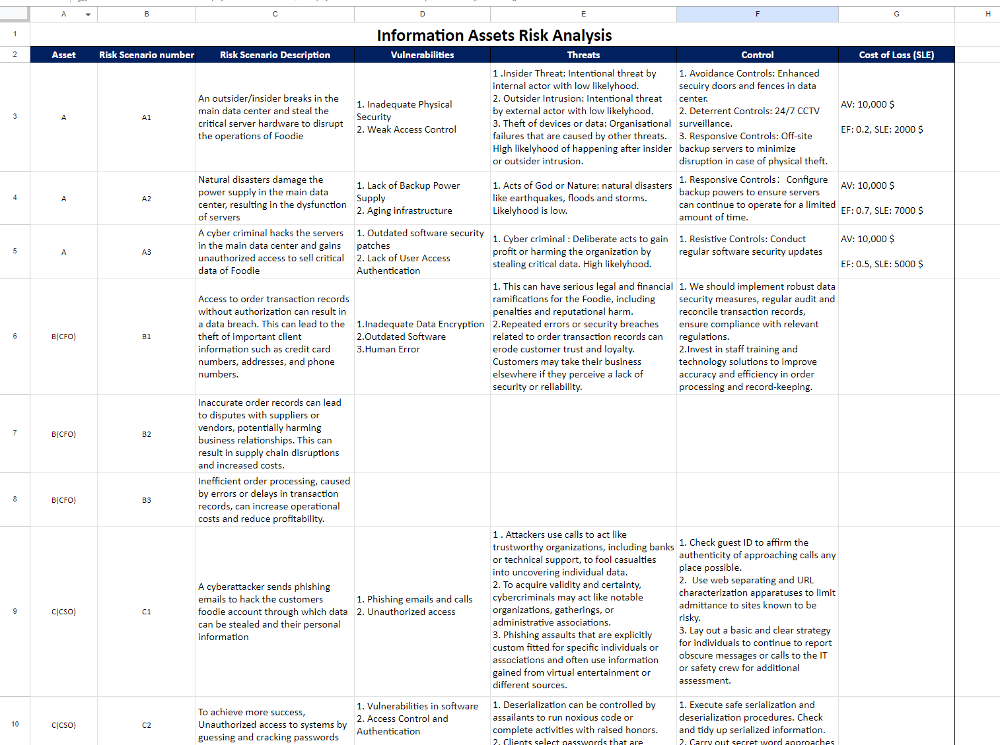 A B C D E F G H
1 Information Assets Risk Analysis
2 Asset Risk Scenario number Risk Scenario Description Vulnerabilities Threats Control Cost of Loss (SLE)
3
A
A1
An outsider/insider breaks in the
main data center and steal the
critical server hardware to disrupt
the operations of Foodie
1. Inadequate Physical
Security
2. Weak Access Control
1 .Insider Threat: Intentional threat by
internal actor with low likelyhood.
2. Outsider Intrusion: Intentional threat
by external actor with low likelyhood.
3. Theft of devices or data: Organisational
failures that are caused by other threats.
High likelyhood of happening after insider
or outsider intrusion.
1. Avoidance Controls: Enhanced
secuiry doors and fences in data
center.
2. Deterrent Controls: 24/7 CCTV
surveillance.
3. Responsive Controls: Off-site
backup servers to minimize
disruption in case of physical theft.
AV: 10,000 $
EF: 0.2, SLE: 2000 $
4
A
A2
Natural disasters damage the
power supply in the main data
center, resulting in the dysfunction
of servers
1. Lack of Backup Power
Supply
2. Aging infrastructure
1. Acts of God or Nature: natural disasters
like earthquakes, floods and storms.
Likelyhood is low.
1. Responsive Controls： Configure
backup powers to ensure servers
can continue to operate for a limited
amount of time.
AV: 10,000 $
EF: 0.7, SLE: 7000 $
5
A
A3
A cyber criminal hacks the servers
in the main data center and gains
unauthorized access to sell critical
data of Foodie
1. Outdated software security
patches
2. Lack of User Access
Authentication
1. Cyber criminal : Deliberate acts to gain
profit or harming the organization by
stealing critical data. High likelyhood.
1. Resistive Controls: Conduct
regular software security updates
AV: 10,000 $
EF: 0.5, SLE: 5000 $
6
B(CFO)
B1
Access to order transaction records
without authorization can result in
a data breach. This can lead to the
theft of important client
information such as credit card
numbers, addresses, and phone
numbers.
1.Inadequate Data Encryption
2.Outdated Software
3.Human Error
1. This can have serious legal and financial
ramifications for the Foodie, including
penalties and reputational harm.
2.Repeated errors or security breaches
related to order transaction records can
erode customer trust and loyalty.
Customers may take their business
elsewhere if they perceive a lack of
security or reliability.
1. We should implement robust data
security measures, regular audit and
reconcile transaction records,
ensure compliance with relevant
regulations.
2.Invest in staff training and
technology solutions to improve
accuracy and efficiency in order
processing and record-keeping.
7
B(CFO)
B2
Inaccurate order records can lead
to disputes with suppliers or
vendors, potentially harming
business relationships. This can
result in supply chain disruptions
and increased costs.
8
B(CFO)
B3
Inefficient order processing, caused
by errors or delays in transaction
records, can increase operational
costs and reduce profitability.
9
C(CSO)
C1
A cyberattacker sends phishing
emails to hack the customers
foodie account through which data
can be stealed and their personal
information
1. Phishing emails and calls
2. Unauthorized access
1 . Attackers use calls to act like
trustworthy organizations, including banks
or technical support, to fool casualties
into uncovering individual data.
2. To acquire validity and certainty,
cybercriminals may act like notable
organizations, gatherings, or
administrative associations.
3. Phishing assaults that are explicitly
custom fitted for specific individuals or
associations and often use information
gained from virtual entertainment or
different sources.
1. Check guest ID to affirm the
authenticity of approaching calls any
place possible.
2. Use web separating and URL
characterization apparatuses to limit
admittance to sites known to be
risky.
3. Lay out a basic and clear strategy
for individuals to continue to report
obscure messages or calls to the IT
or safety crew for additional
assessment.
10
C(CSO)
C2
To achieve more success,
Unauthorized access to systems by
guessing and cracking passwords
1. Vulnerabilities in software
2. Access Control and
Authentication
1. Deserialization can be controlled by
assailants to run noxious code or
complete activities with raised honors.
2. Clients select passwords that are
1. Execute safe serialization and
deserialization procedures. Check
and tidy up serialized information.
2. Carry out secret word approaches